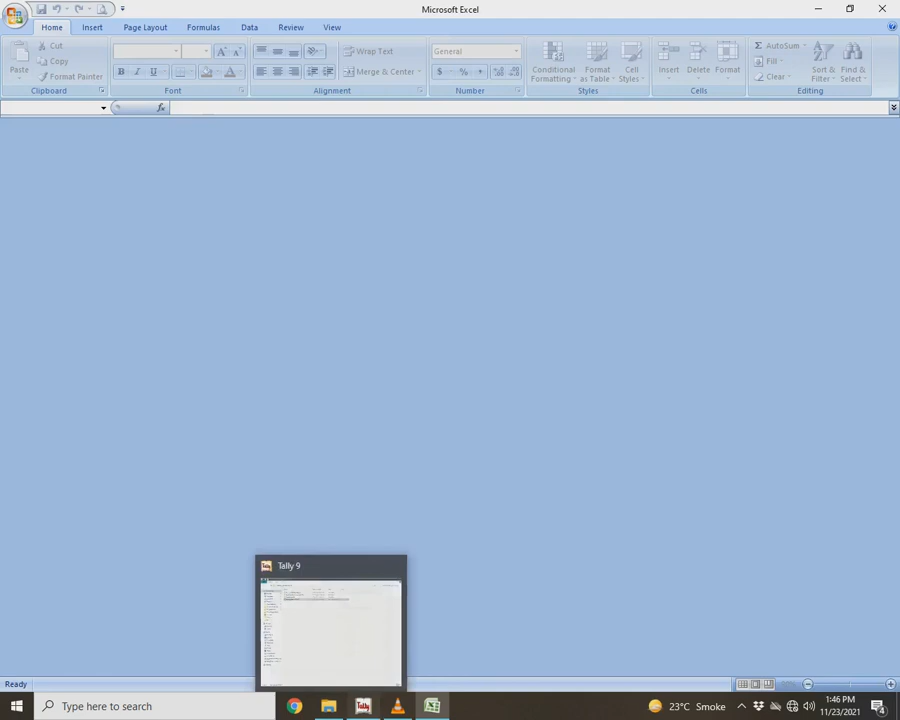 Microsoft Excel
Home Insert Page Layout Formulas Data Review View
Paste
Cut
Copy
Format Painter
Clipboard
B I U
Font
Wrap Text
Merge & Center
Alignment
General
$ % ,
Number
Conditional Formatting
Format as Table
Cell Styles
Styles
Insert Delete Format
Cells
AutoSum
Fill
Clear
Sort & Filter
Find & Select
Editing
fx
Tally 9
Ready
Type here to search
Tally
23°C Smoke
1:46 PM
11/23/2021
4